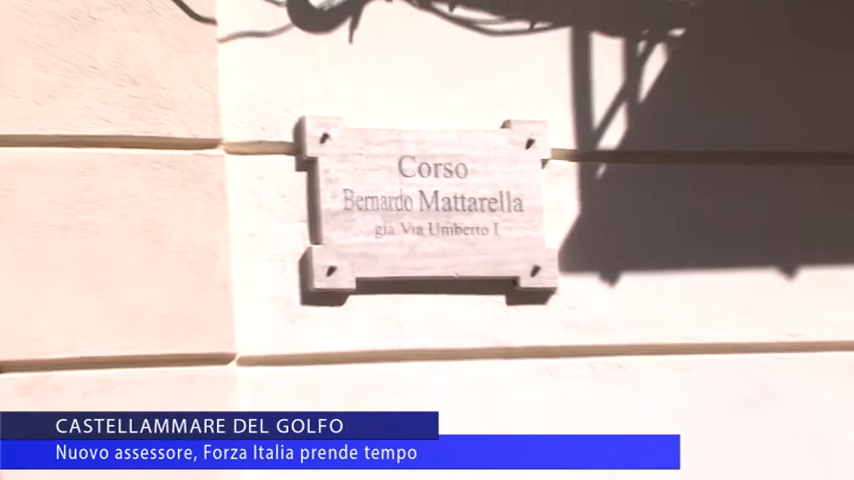 Corso
Bernardo Mattarella
già Via Umberto I
CASTELLAMMARE DEL GOLFO
Nuovo assessore, Forza Italia prende tempo